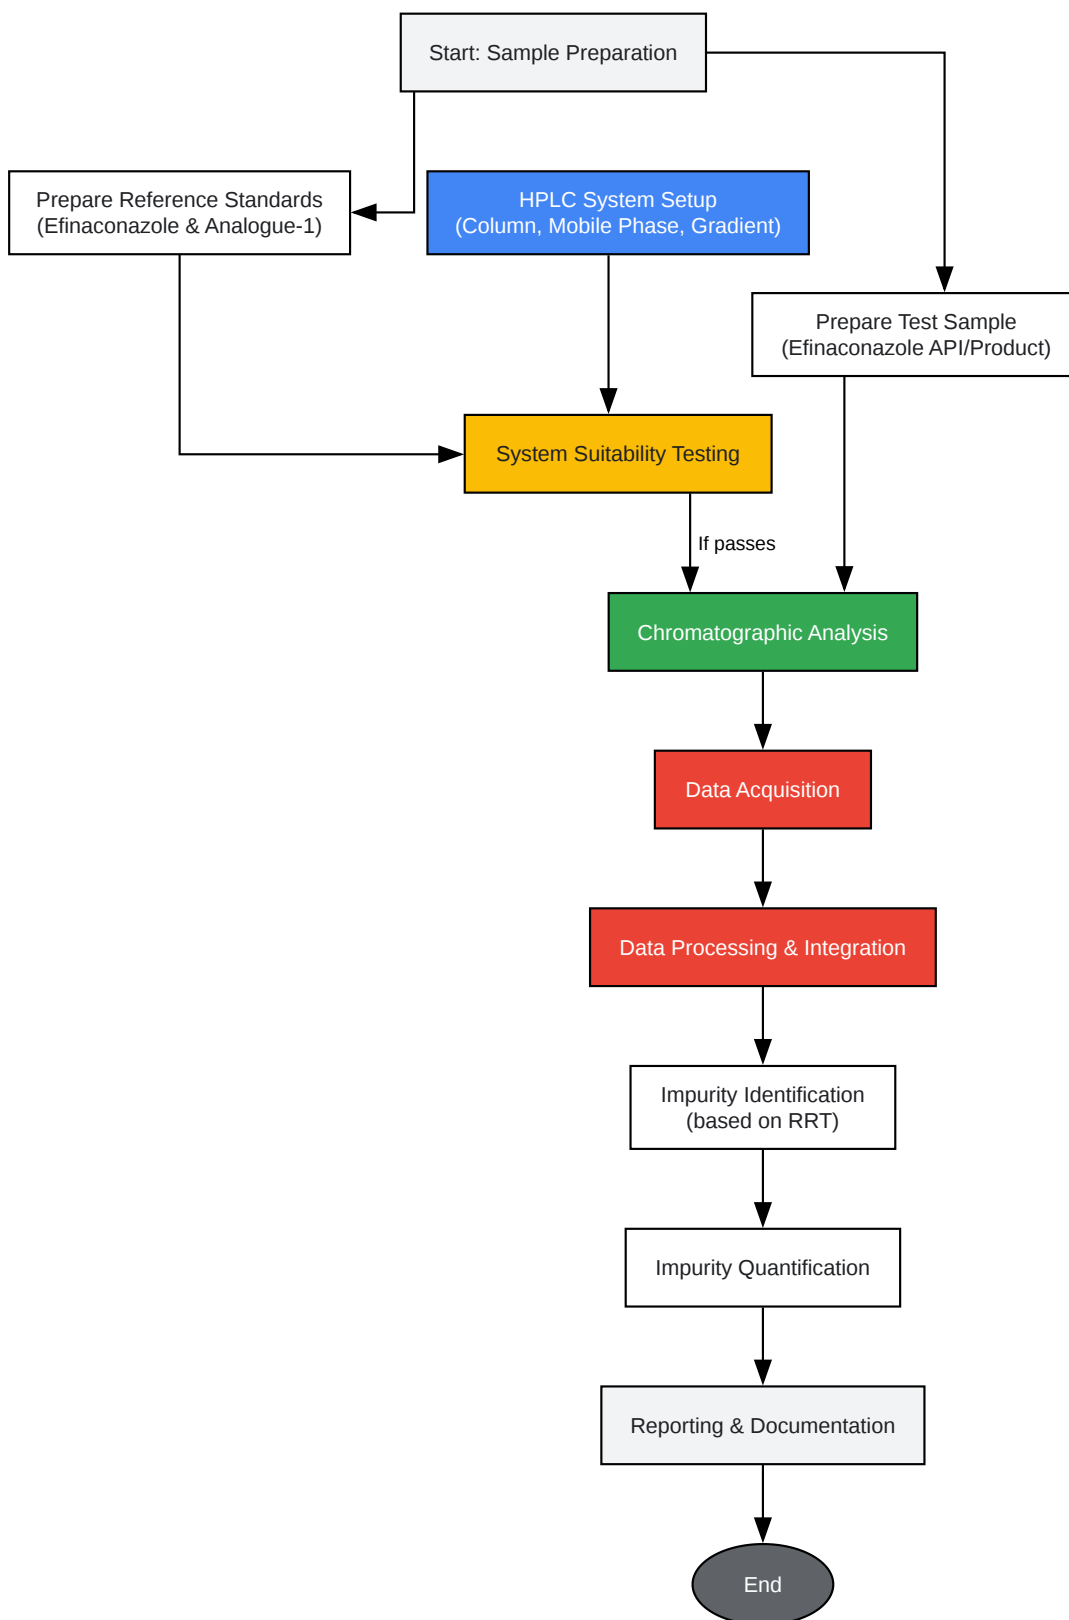 Start: Sample Preparation
Prepare Reference Standards
(Efinaconazole & Analogue-1)
HPLC System Setup
(Column, Mobile Phase, Gradient)
Prepare Test Sample
(Efinaconazole API/Product)
System Suitability Testing
If passes
Chromatographic Analysis
Data Acquisition
Data Processing & Integration
Impurity Identification
(based on RRT)
Impurity Quantification
Reporting & Documentation
End